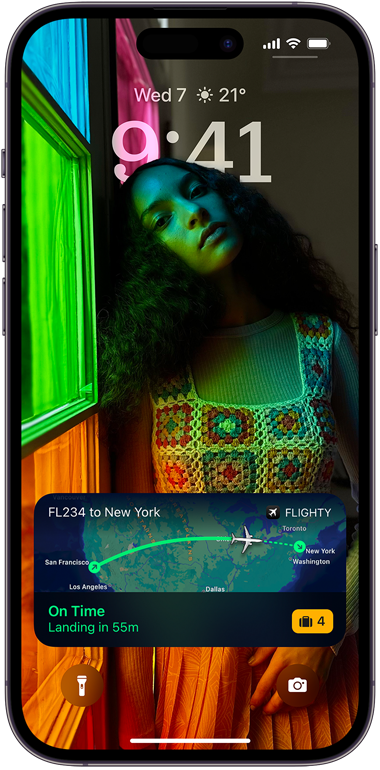 Wed 7 21°
9:41
FL234 to New York
FLIGHTY
Toronto
New York
San Francisco
Washington
Los Angeles
Dallas
On Time
Landing in 55m
4